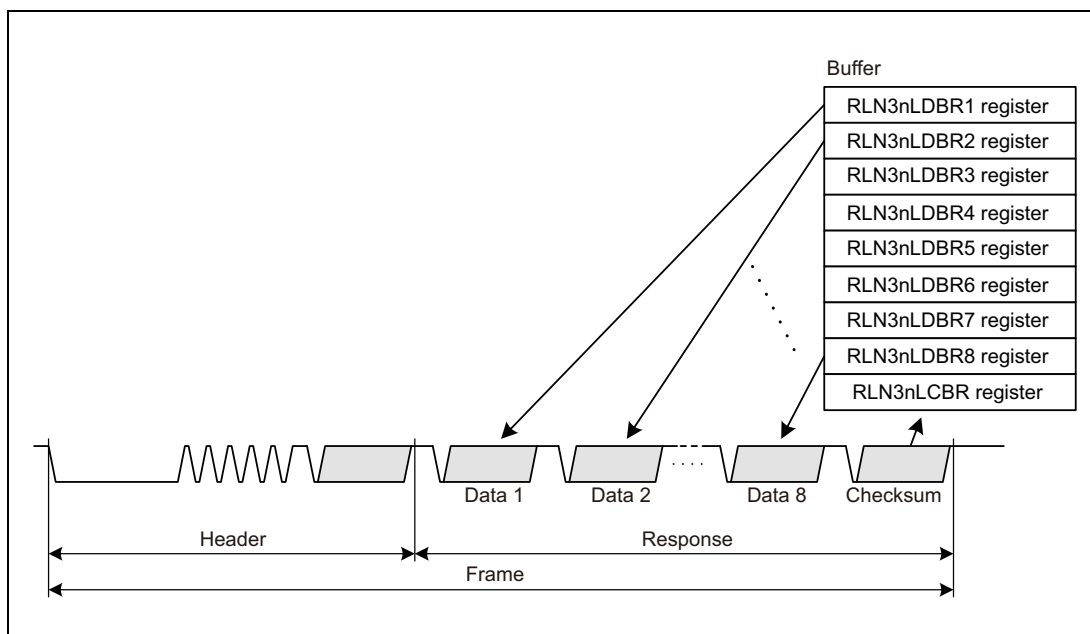 Buffer
RLN3nLDBR1 register
RLN3nLDBR2 register
RLN3nLDBR3 register
RLN3nLDBR4 register
RLN3nLDBR5 register
RLN3nLDBR6 register
RLN3nLDBR7 register
RLN3nLDBR8 register
RLN3nLCBR register
Data 1
Data 2
Data 8
Checksum
Header
Response
Frame